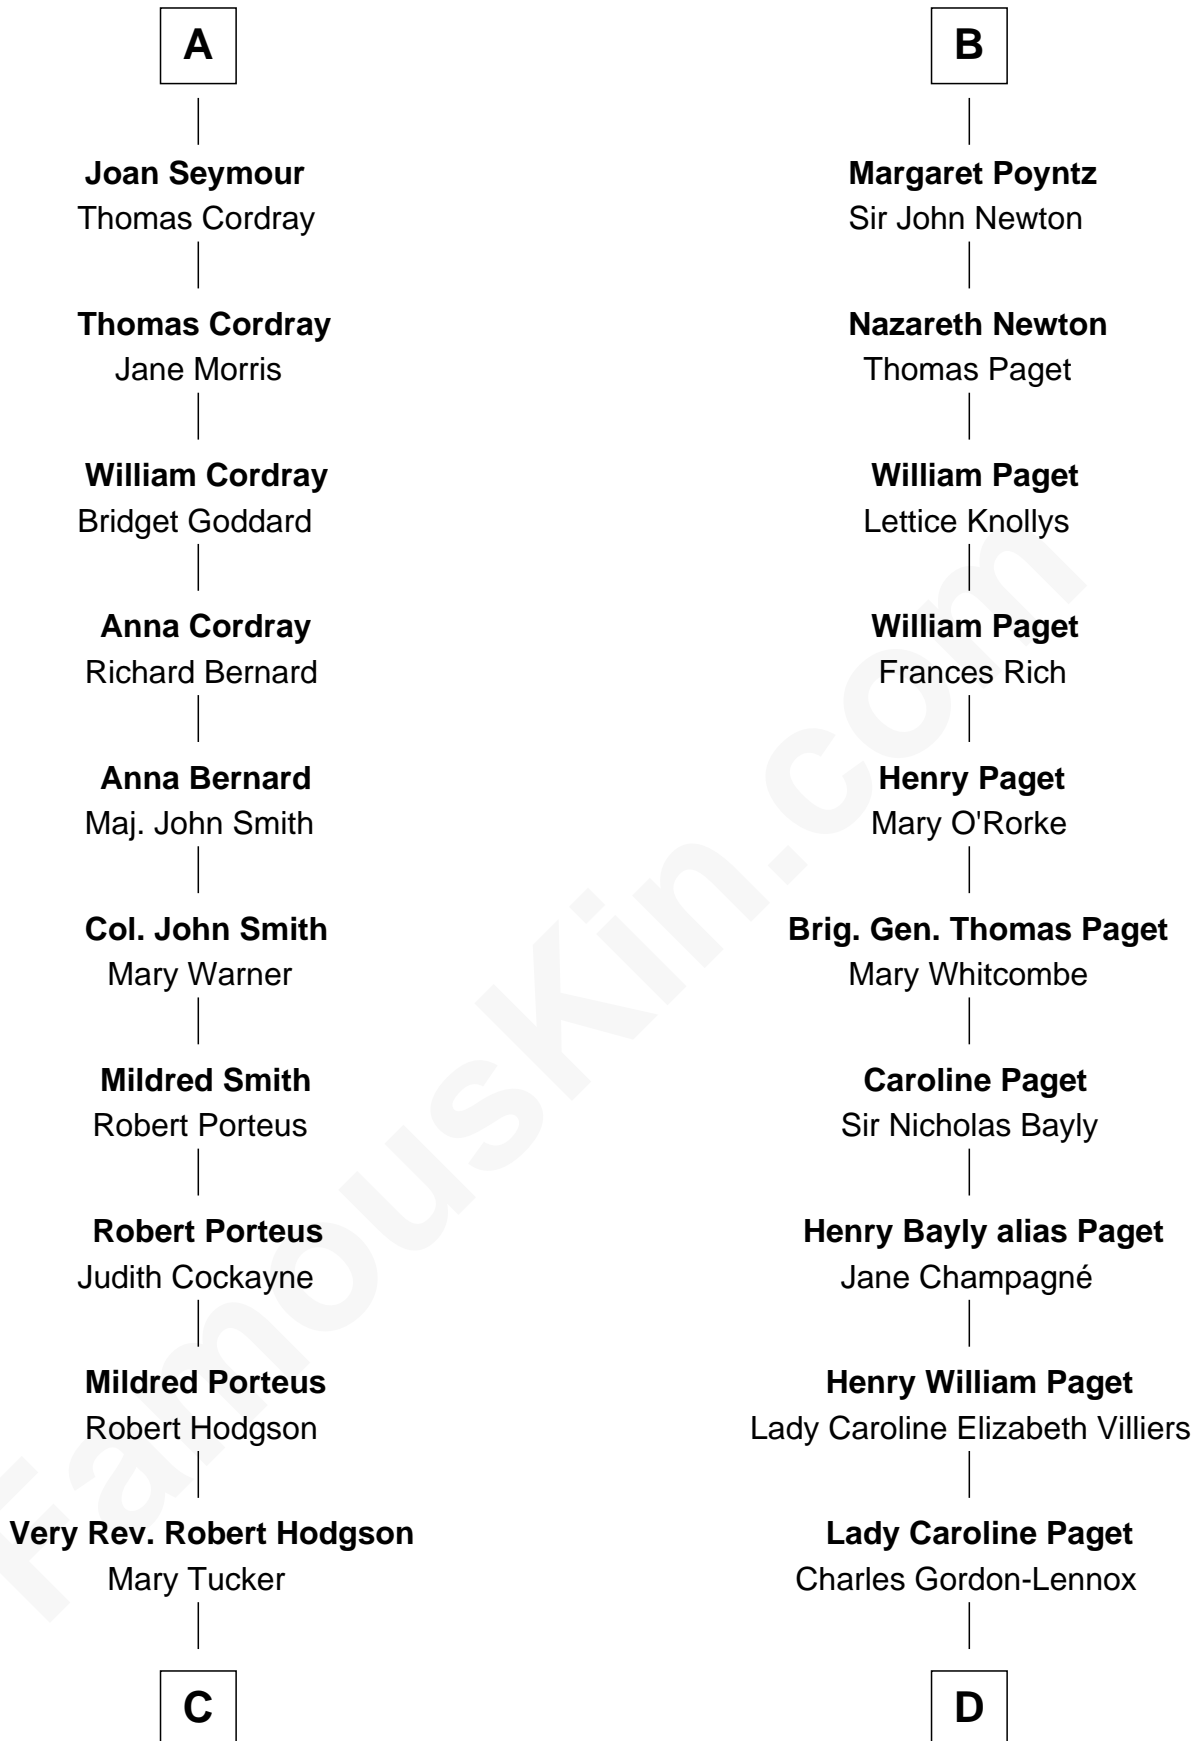 A
Joan Seymour
Thomas Cordray
Thomas Cordray
Jane Morris
William Cordray
Bridget Goddard
Anna Cordray
Richard Bernard
Anna Bernard
Maj. John Smith
Col. John Smith
Mary Warner
Mildred Smith
Robert Porteus
Robert Porteus
Judith Cockayne
Mildred Porteus
Robert Hodgson
Very Rev. Robert Hodgson
Mary Tucker
C
B
Margaret Poyntz
Sir John Newton
Nazareth Newton
Thomas Paget
William Paget
Lettice Knollys
William Paget
Frances Rich
Henry Paget
Mary O'Rorke
Brig. Gen. Thomas Paget
Mary Whitcombe
Caroline Paget
Sir Nicholas Bayly
Henry Bayly alias Paget
Jane Champagné
Henry William Paget
Lady Caroline Elizabeth Villiers
Lady Caroline Paget
Charles Gordon-Lennox
D
FamousKin.com